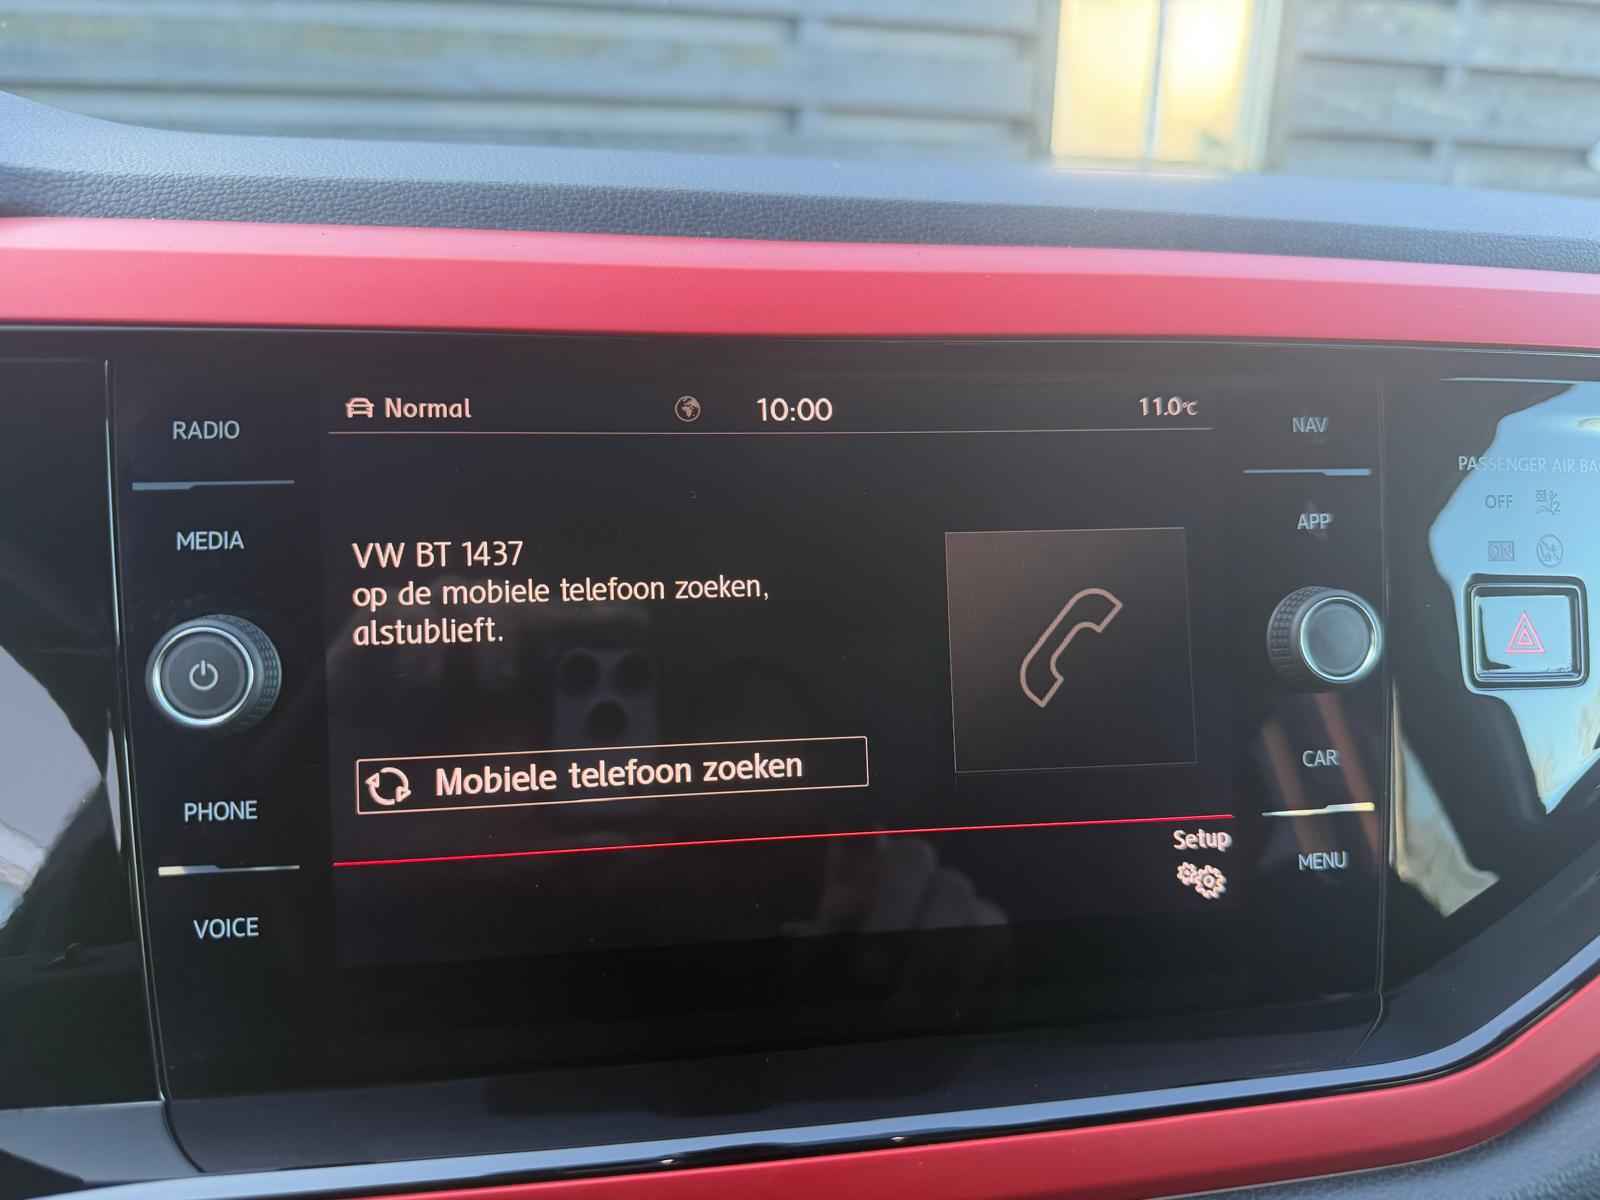 Normal 10:00 11.0°C
RADIO
MEDIA
PHONE
VOICE
VW BT 1437
op de mobiele telefoon zoeken,
alstublieft.
Mobiele telefoon zoeken
Setup
NAV
APP
CAR
MENU
PASSENGER AIR BA
OFF
ON